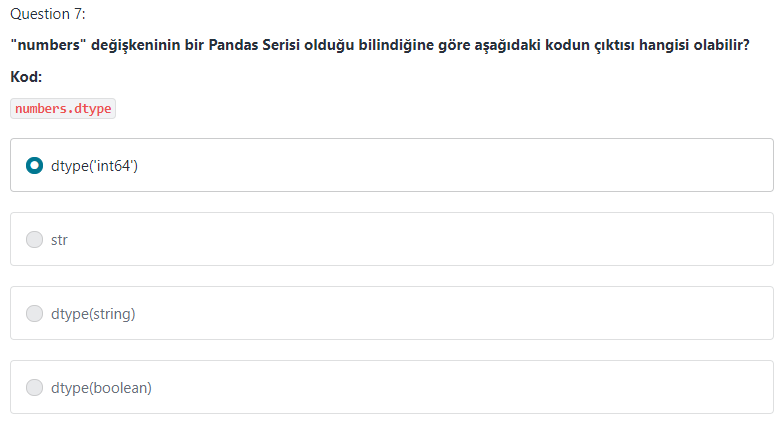 Question 7:
"numbers" değişkeninin bir Pandas Serisi olduğu bilindiğine göre aşağıdaki kodun çıktısı hangisi olabilir?
Kod:
numbers.dtype
dtype('int64')
str
dtype(string)
dtype(boolean)